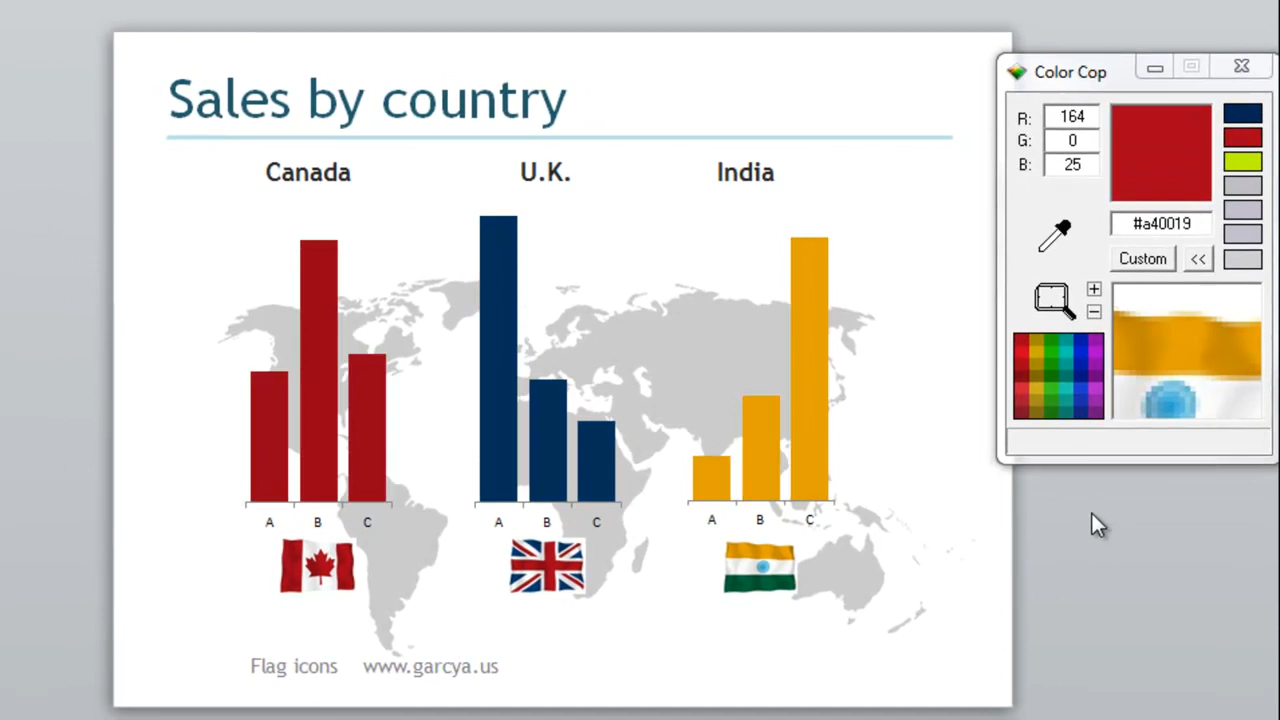 Sales by country
Canada U.K. India
A B C A B C A B C
Flag icons www.garcya.us
Color Cop
R: 164
G: 0
B: 25
#a40019
Custom <<
+
−